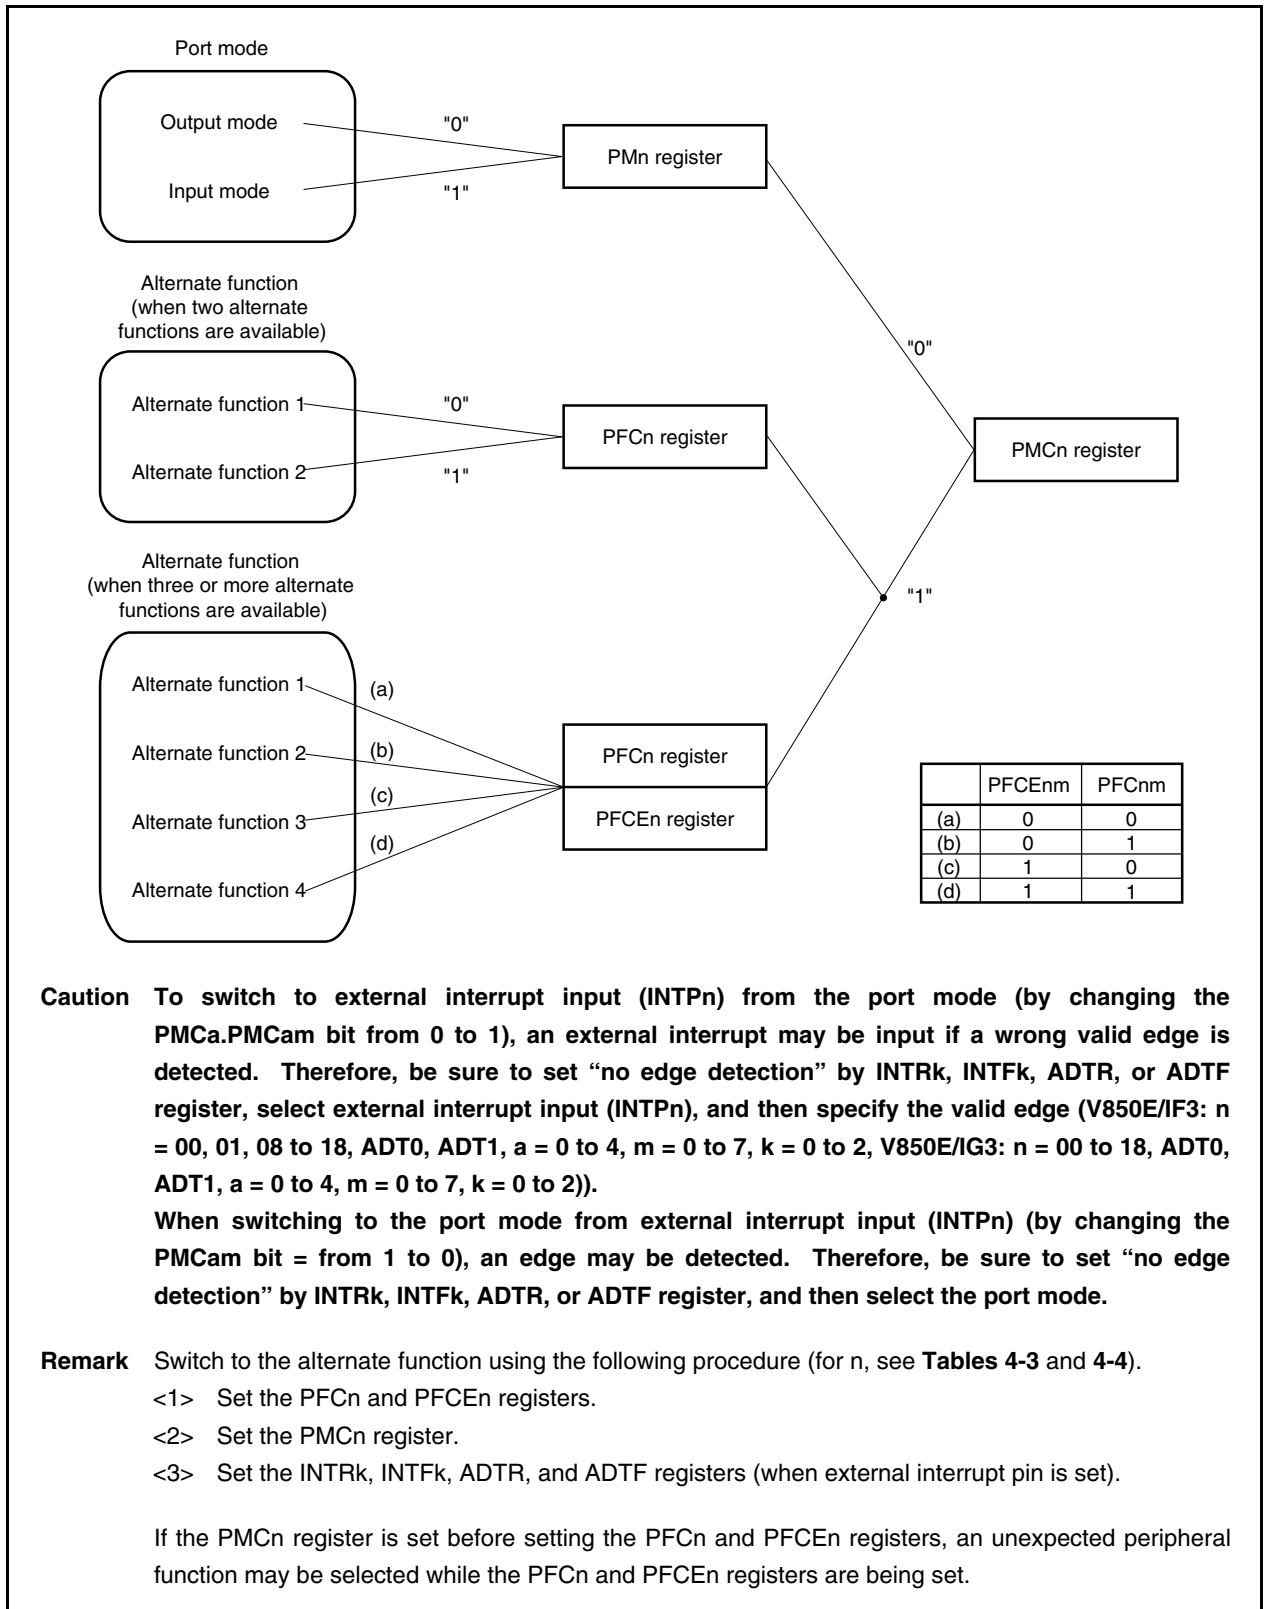 Port mode
Output mode
"0"
PMn register
Input mode
"1"
Alternate function
(when two alternate
functions are available)
"0"
Alternate function 1
"0"
PFCn register
PMCn register
Alternate function 2
"1"
Alternate function
(when three or more alternate
functions are available)
"1"
Alternate function 1
(a)
Alternate function 2
(b)
PFCn register
(c)
Alternate function 3
PFCEn register
(d)
Alternate function 4
PFCEnm PFCnm
(a) 0 0
(b) 0 1
(c) 1 0
(d) 1 1
Caution To switch to external interrupt input (INTPn) from the port mode (by changing the
PMCa.PMCam bit from 0 to 1), an external interrupt may be input if a wrong valid edge is
detected. Therefore, be sure to set “no edge detection” by INTRk, INTFk, ADTR, or ADTF
register, select external interrupt input (INTPn), and then specify the valid edge (V850E/IF3: n
= 00, 01, 08 to 18, ADT0, ADT1, a = 0 to 4, m = 0 to 7, k = 0 to 2, V850E/IG3: n = 00 to 18, ADT0,
ADT1, a = 0 to 4, m = 0 to 7, k = 0 to 2)).
When switching to the port mode from external interrupt input (INTPn) (by changing the
PMCam bit = from 1 to 0), an edge may be detected. Therefore, be sure to set “no edge
detection” by INTRk, INTFk, ADTR, or ADTF register, and then select the port mode.
Remark Switch to the alternate function using the following procedure (for n, see Tables 4-3 and 4-4).
<1> Set the PFCn and PFCEn registers.
<2> Set the PMCn register.
<3> Set the INTRk, INTFk, ADTR, and ADTF registers (when external interrupt pin is set).
If the PMCn register is set before setting the PFCn and PFCEn registers, an unexpected peripheral
function may be selected while the PFCn and PFCEn registers are being set.